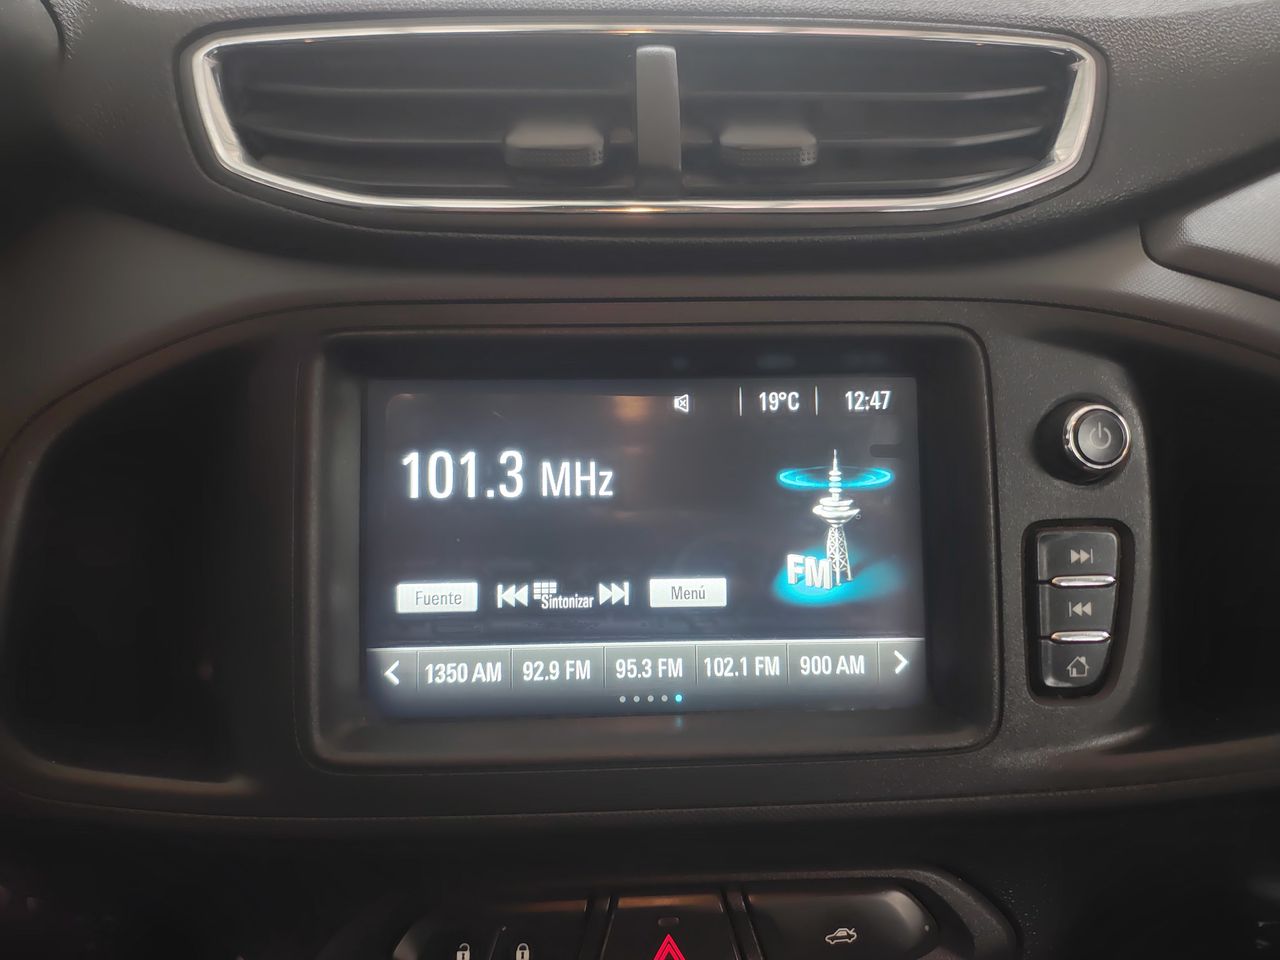 19°C 12:47
101.3 MHz
FM
Fuente Sintonizar Menú
1350 AM 92.9 FM 95.3 FM 102.1 FM 900 AM